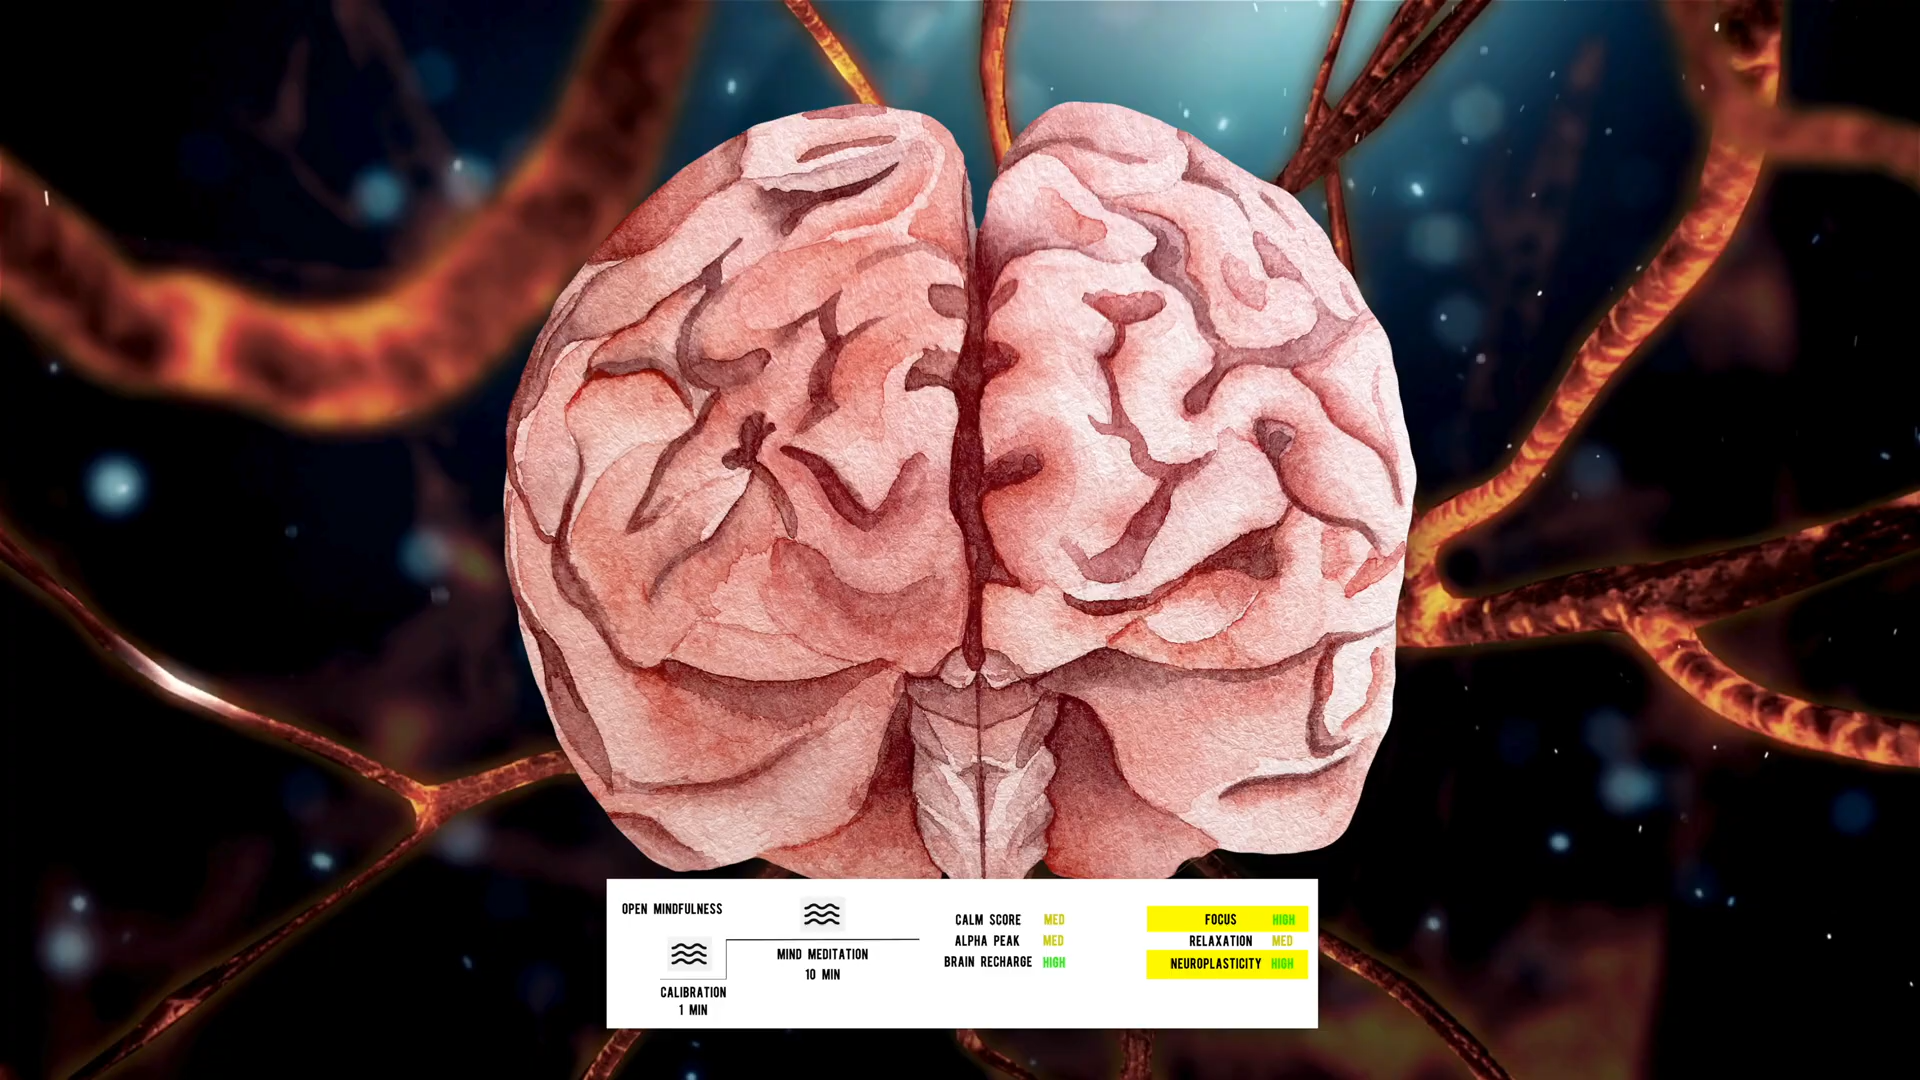 OPEN MINDFULNESS
CALIBRATION
1 MIN
MIND MEDITATION
10 MIN
CALM SCORE MED
ALPHA PEAK MED
BRAIN RECHARGE HIGH
FOCUS HIGH
RELAXATION MED
NEUROPLASTICITY HIGH